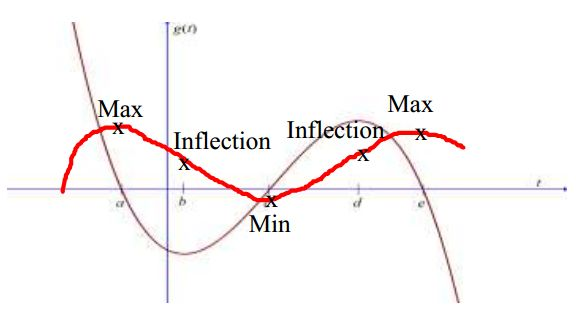 g(t)
Max
Max
Inflection
Inflection
x
x
x
x
x
t
a
b
d
e
Min